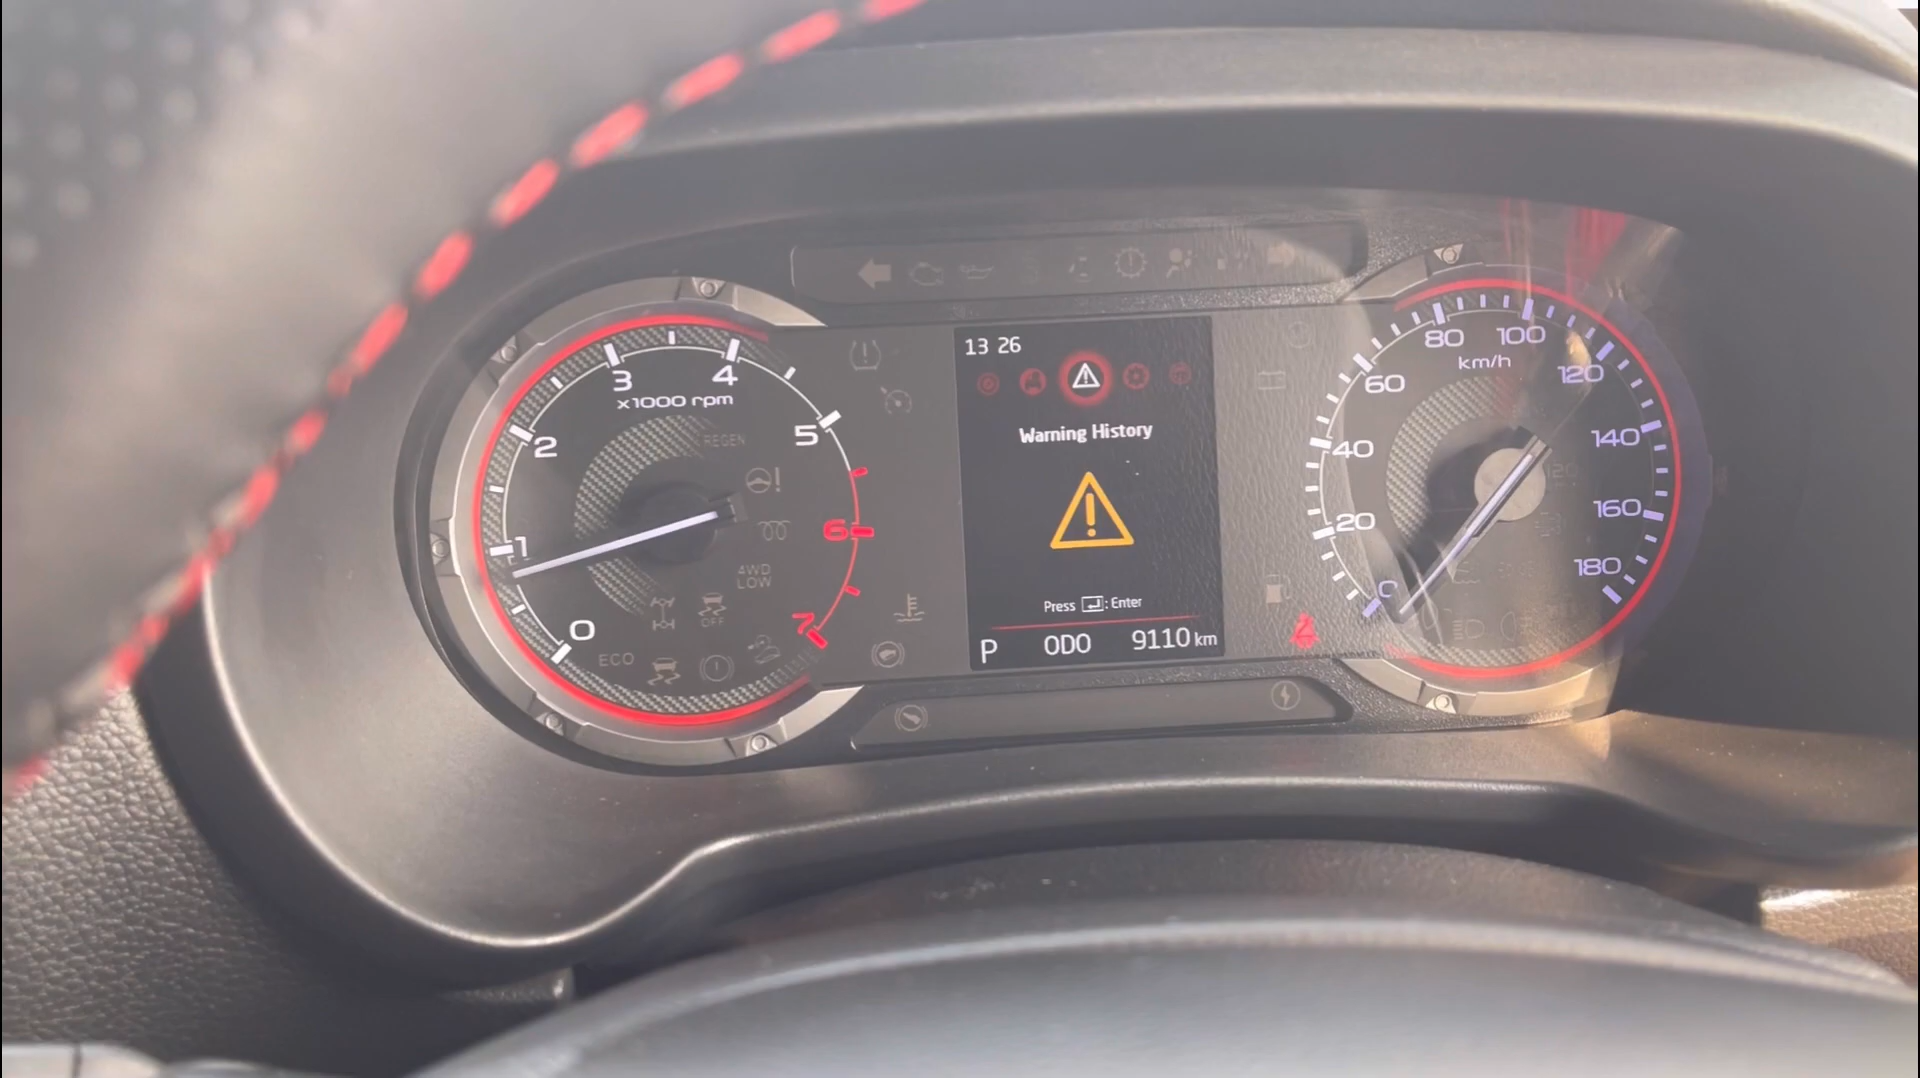 0
1
2
3
4
5
6
7
x1000 rpm
REGEN
4WD
LOW
OFF
ECO
13 26
Warning History
Press : Enter
P ODO 9110 km
0
20
40
60
80
100
120
140
160
180
km/h